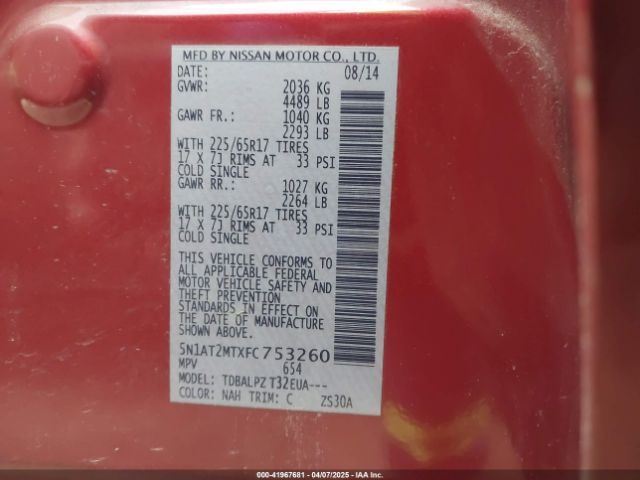 MFD BY NISSAN MOTOR CO., LTD.
DATE: 08/14
GVWR: 2036 KG
4489 LB
GAWR FR.: 1040 KG
2293 LB
WITH 225/65R17 TIRES
17 X 7J RIMS AT 33 PSI
COLD SINGLE
GAWR RR.: 1027 KG
2264 LB
WITH 225/65R17 TIRES
17 X 7J RIMS AT 33 PSI
COLD SINGLE
THIS VEHICLE CONFORMS TO
ALL APPLICABLE FEDERAL
MOTOR VEHICLE SAFETY AND
THEFT PREVENTION
STANDARDS IN EFFECT ON
THE DATE OF MANUFACTURE
SHOWN ABOVE.
5N1AT2MTXFC753260
MPV 654
MODEL: TDBALPZ T32EUA---
COLOR: NAH TRIM: C ZS30A
000-41967681 - 04/07/2025 - IAA Inc.